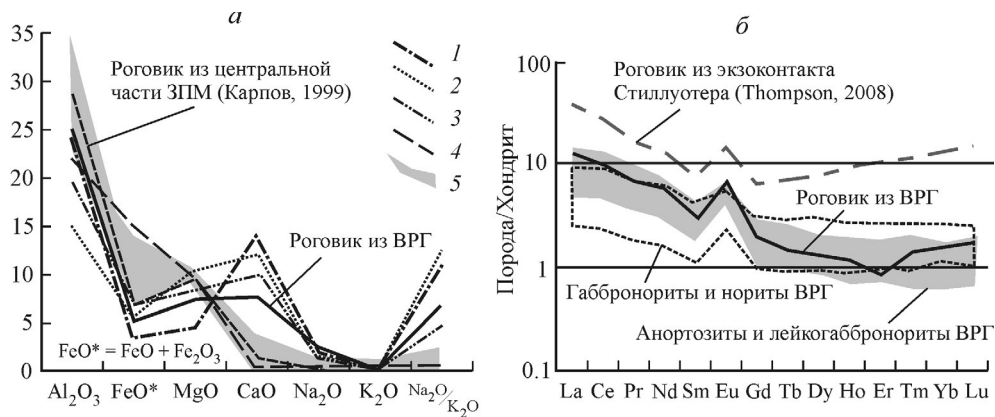 а
35
30
25
20
15
10
5
0
Роговик из центральной
части ЗПМ (Карпов, 1999)
1
2
3
4
5
Роговик из ВРГ
FeO* = FeO + Fe₂O₃
Al₂O₃ FeO* MgO CaO Na₂O K₂O Na₂O/K₂O
б
Порода/Хондрит
100
10
1
0.1
Роговик из экзоконтакта
Стиллуотера (Thompson, 2008)
Роговик из ВРГ
Габбронориты и нориты ВРГ
Анортозиты и лейкогаббронориты ВРГ
La Ce Pr Nd Sm Eu Gd Tb Dy Ho Er Tm Yb Lu